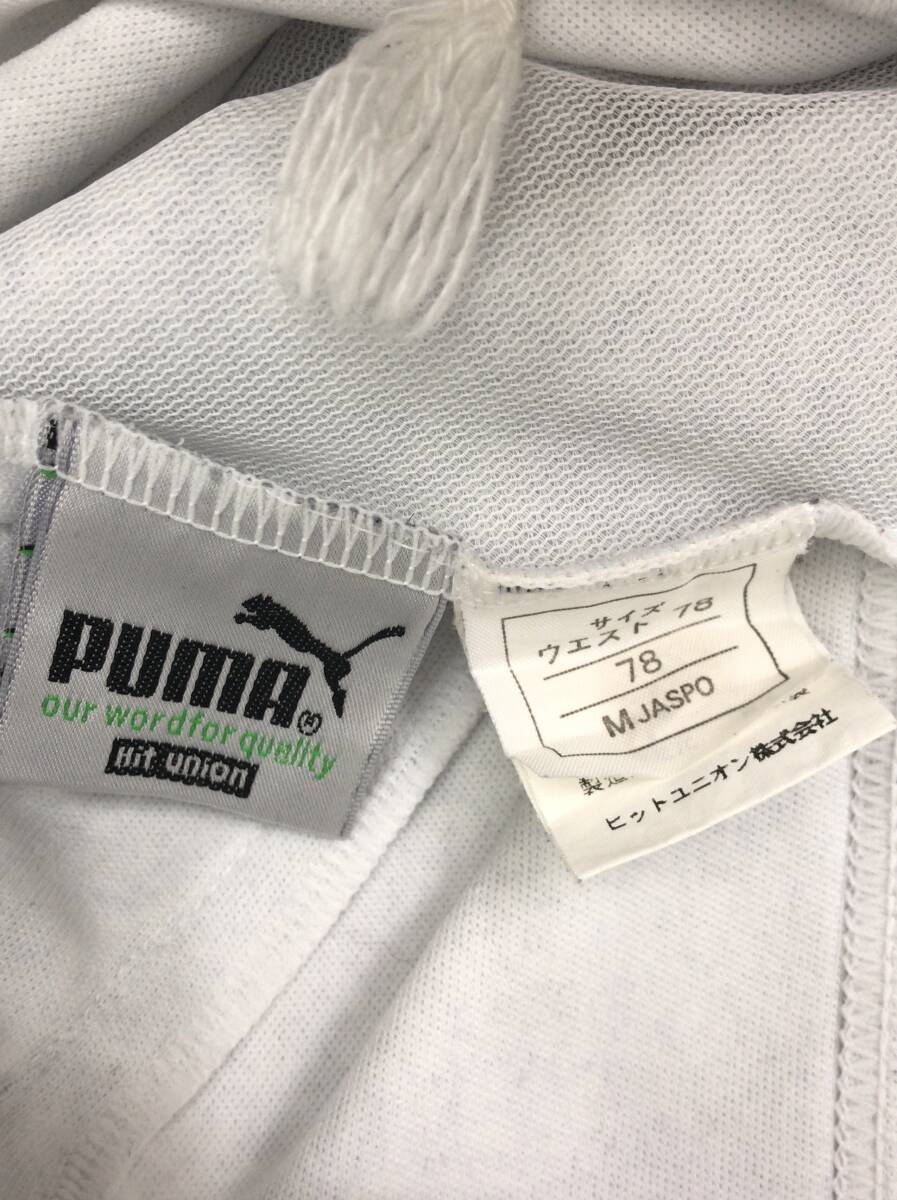 PUMA®
our word for quality
Hit union
サイズ
ウエスト 78
78
M JASPO
ヒットユニオン株式会社